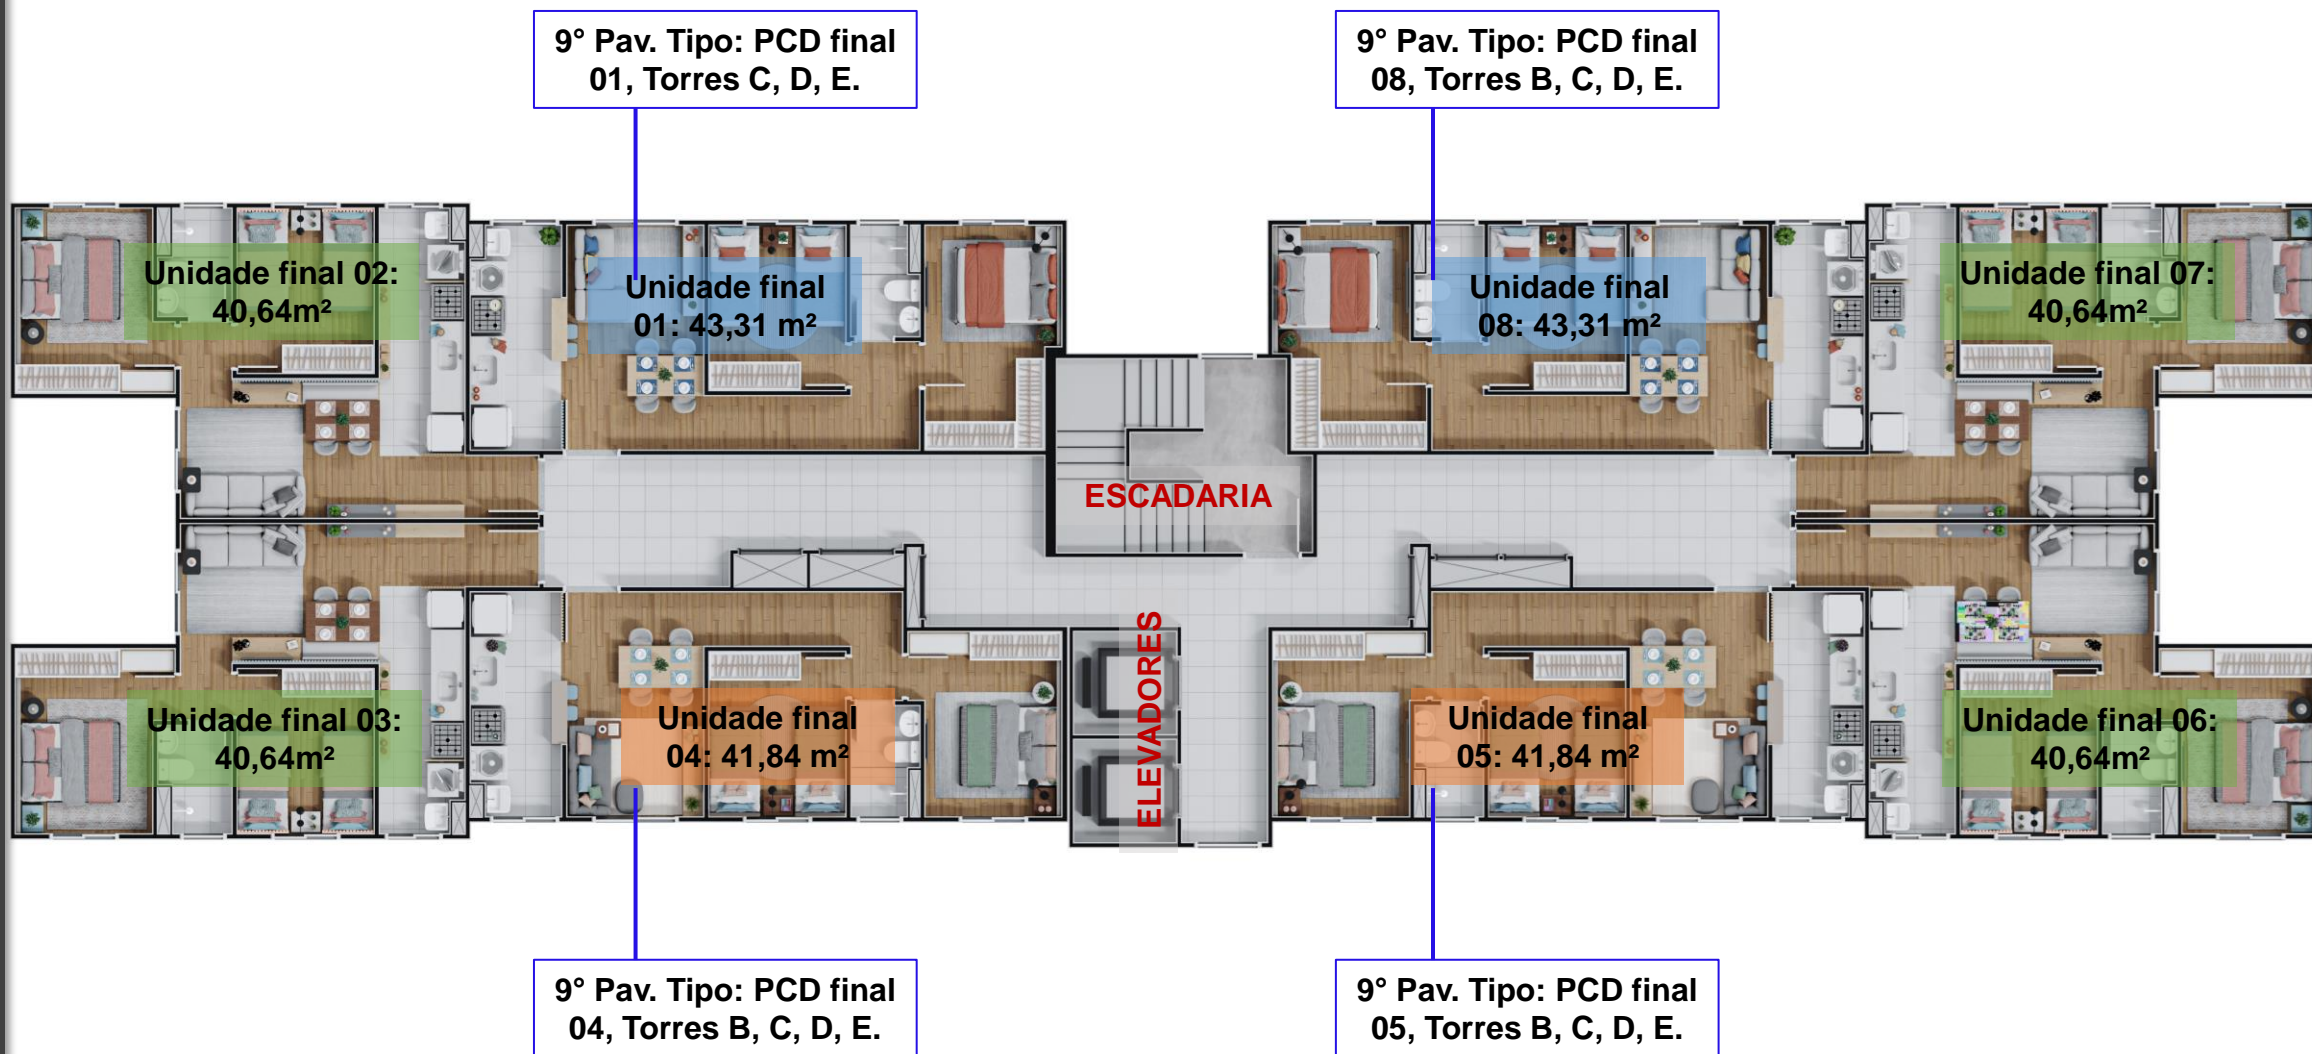 9° Pav. Tipo: PCD final
01, Torres C, D, E.
9° Pav. Tipo: PCD final
08, Torres B, C, D, E.
Unidade final 02:
40,64m²
Unidade final
01: 43,31 m²
Unidade final
08: 43,31 m²
Unidade final 07:
40,64m²
ESCADARIA
ELEVADORES
Unidade final 03:
40,64m²
Unidade final
04: 41,84 m²
Unidade final
05: 41,84 m²
Unidade final 06:
40,64m²
9° Pav. Tipo: PCD final
04, Torres B, C, D, E.
9° Pav. Tipo: PCD final
05, Torres B, C, D, E.